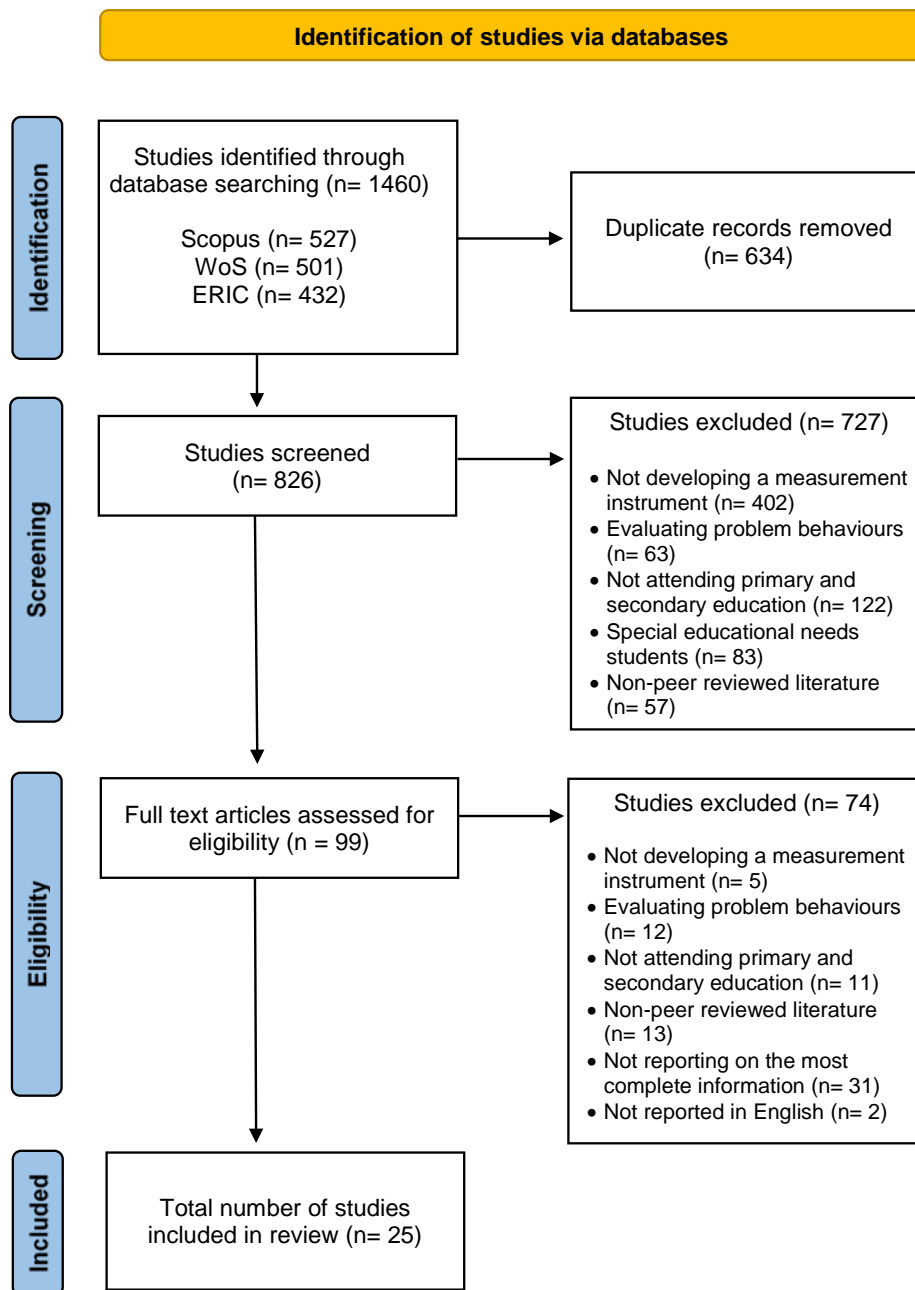 Identification of studies via databases
Identification
Studies identified through
database searching (n= 1460)
Scopus (n= 527)
WoS (n= 501)
ERIC (n= 432)
Duplicate records removed
(n= 634)
Screening
Studies screened
(n= 826)
Studies excluded (n= 727)
• Not developing a measurement
instrument (n= 402)
• Evaluating problem behaviours
(n= 63)
• Not attending primary and
secondary education (n= 122)
• Special educational needs
students (n= 83)
• Non-peer reviewed literature
(n= 57)
Eligibility
Full text articles assessed for
eligibility (n = 99)
Studies excluded (n= 74)
• Not developing a measurement
instrument (n= 5)
• Evaluating problem behaviours
(n= 12)
• Not attending primary and
secondary education (n= 11)
• Non-peer reviewed literature
(n= 13)
• Not reporting on the most
complete information (n= 31)
• Not reported in English (n= 2)
Included
Total number of studies
included in review (n= 25)